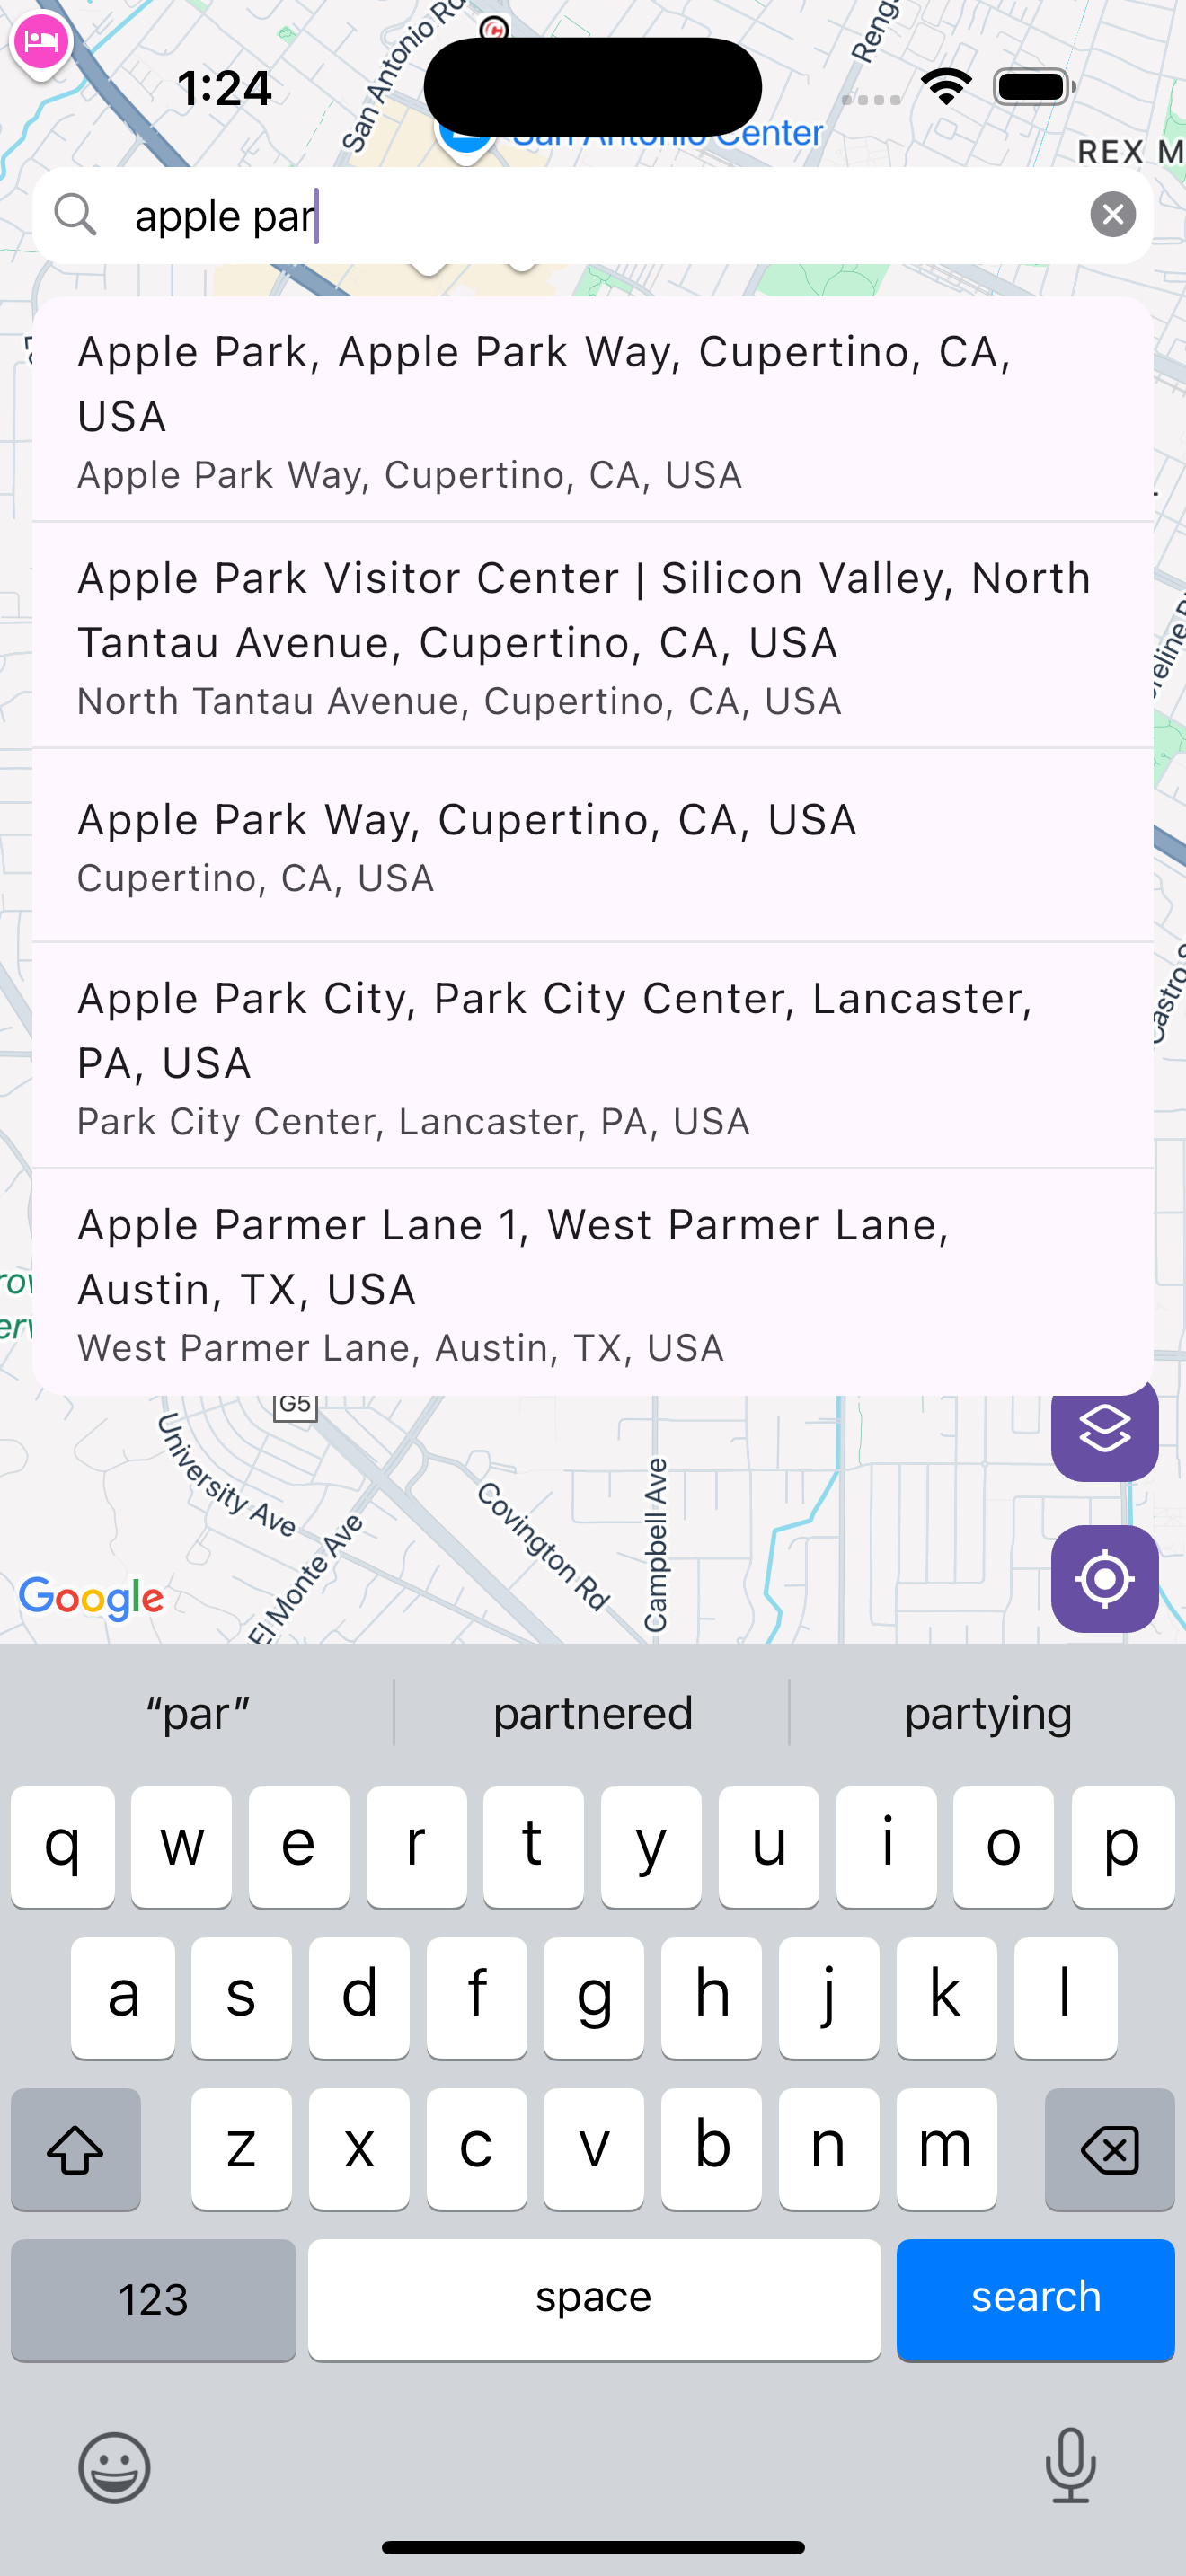 San Antonio Rd
1:24
San Antonio Center
REX M
apple par
Apple Park, Apple Park Way, Cupertino, CA,
USA
Apple Park Way, Cupertino, CA, USA
Apple Park Visitor Center | Silicon Valley, North
Tantau Avenue, Cupertino, CA, USA
North Tantau Avenue, Cupertino, CA, USA
Apple Park Way, Cupertino, CA, USA
Cupertino, CA, USA
Apple Park City, Park City Center, Lancaster,
PA, USA
Park City Center, Lancaster, PA, USA
Apple Parmer Lane 1, West Parmer Lane,
Austin, TX, USA
West Parmer Lane, Austin, TX, USA
G5
University Ave
El Monte Ave
Covington Rd
Campbell Ave
Google
“par” partnered partying
q w e r t y u i o p
a s d f g h j k l
z x c v b n m
123 space search